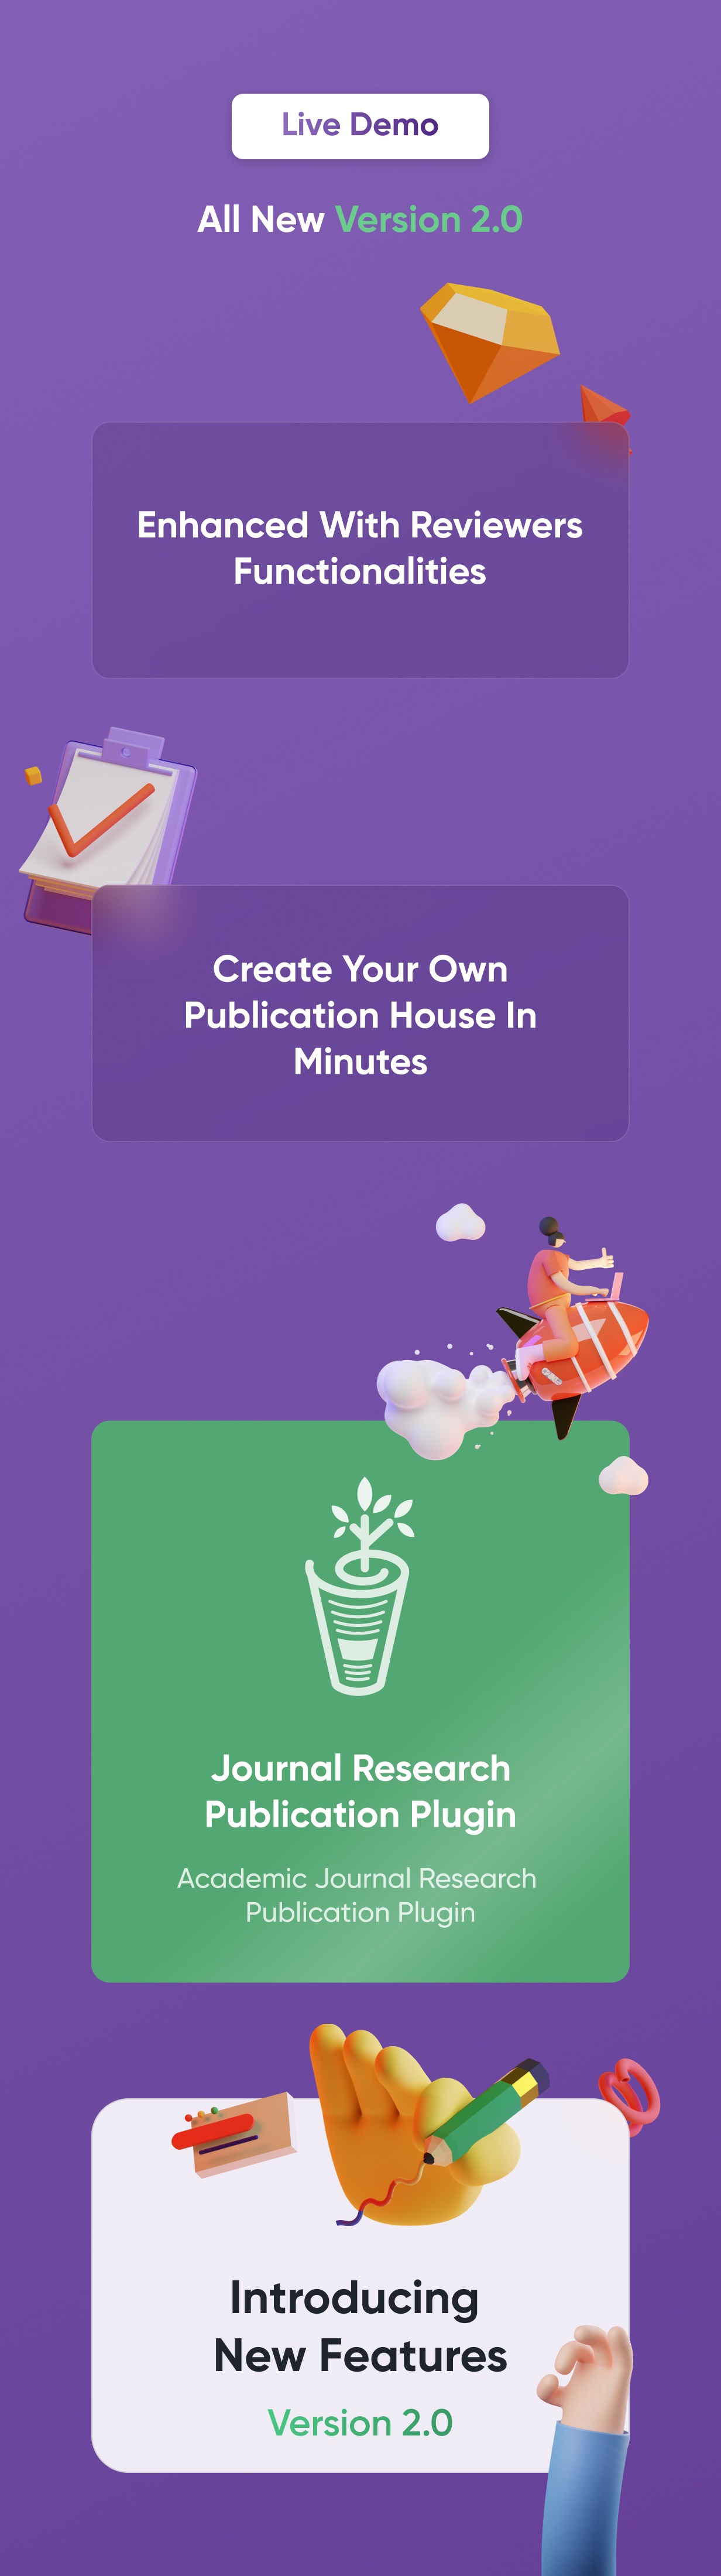 Live Demo
All New Version 2.0
Enhanced With Reviewers
Functionalities
Create Your Own
Publication House In
Minutes
Journal Research
Publication Plugin
Academic Journal Research
Publication Plugin
Introducing
New Features
Version 2.0